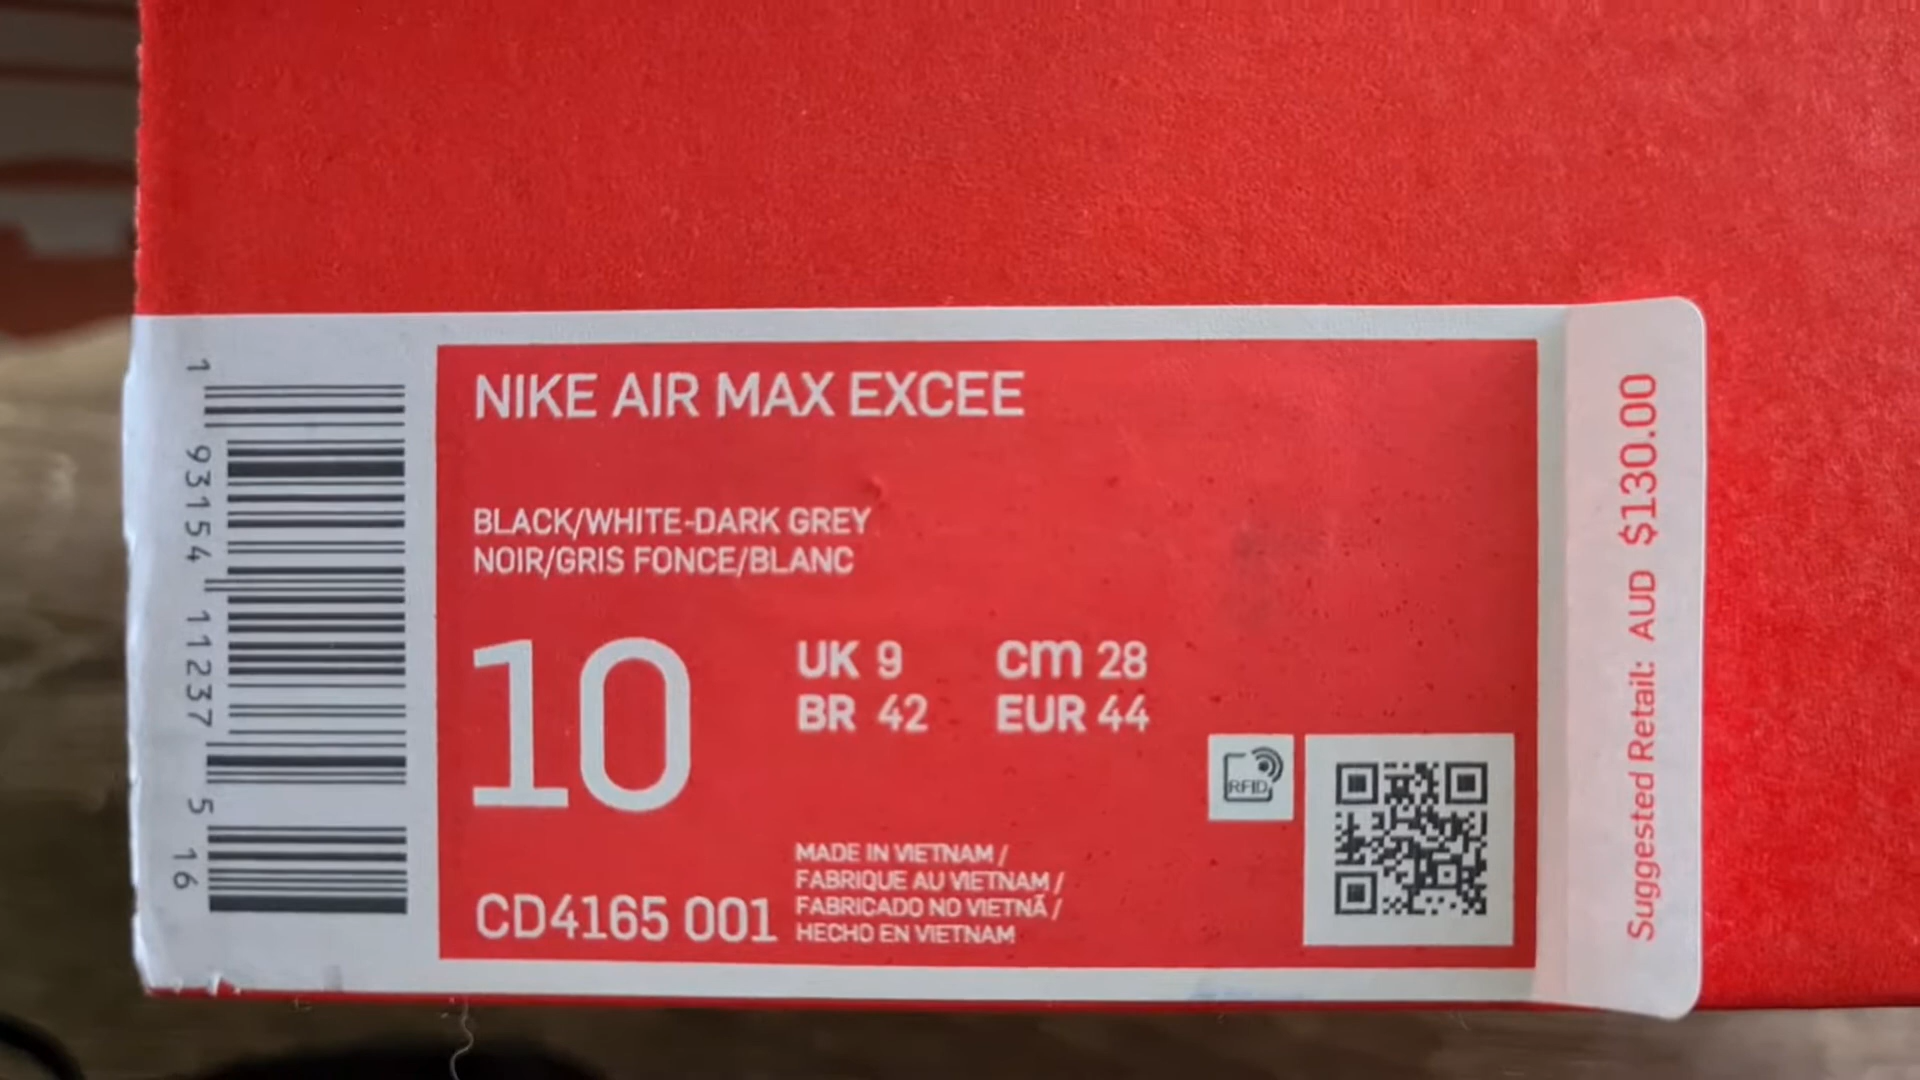 NIKE AIR MAX EXCEE
BLACK/WHITE-DARK GREY
NOIR/GRIS FONCE/BLANC
10
UK 9
cm 28
BR 42
EUR 44
CD4165 001
MADE IN VIETNAM /
FABRIQUE AU VIETNAM /
FABRICADO NO VIETNÃ /
HECHO EN VIETNAM
RFID
1 93154 11237 5 16
Suggested Retail: AUD $130.00